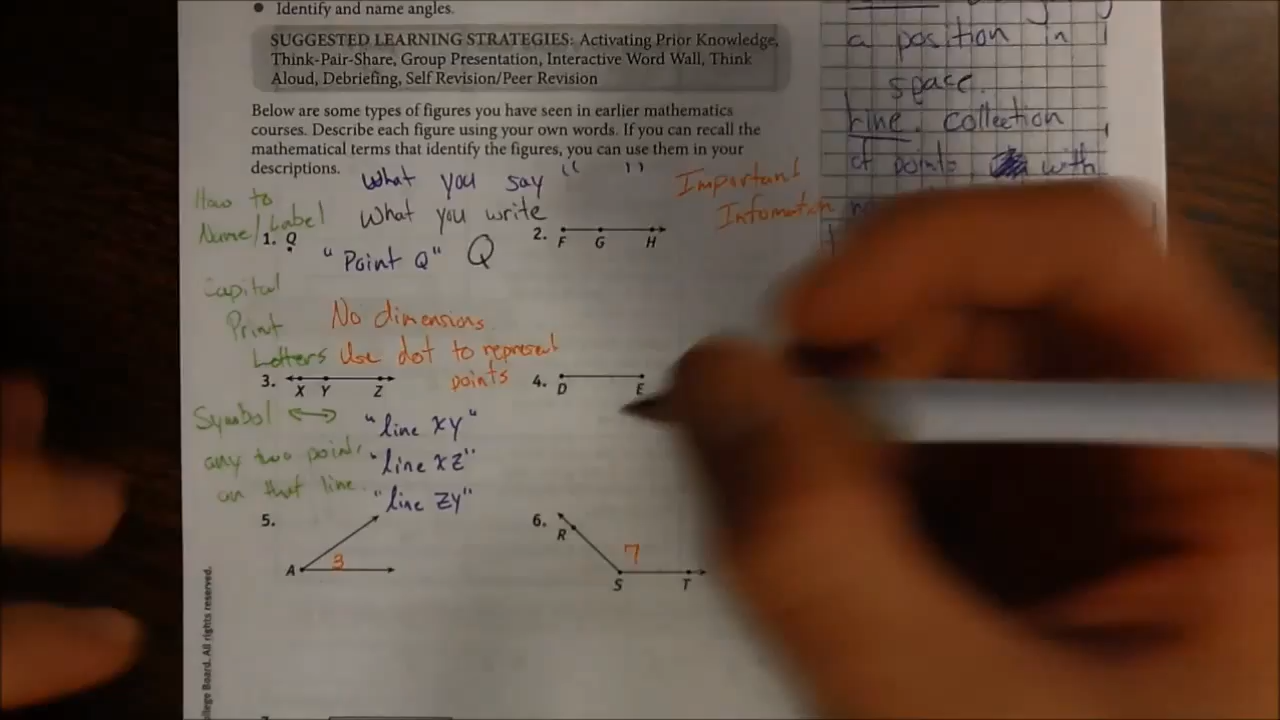 Identify and name angles.
SUGGESTED LEARNING STRATEGIES: Activating Prior Knowledge,
Think-Pair-Share, Group Presentation, Interactive Word Wall, Think
Aloud, Debriefing, Self Revision/Peer Revision
Below are some types of figures you have seen in earlier mathematics
courses. Describe each figure using your own words. If you can recall the
mathematical terms that identify the figures, you can use them in your
descriptions.
What you say “ ”
What you write
How to
Name/Label
Important
Infomation
1. Q
"Point Q" Q
2. F G H
Capital
Print
Letters
No dimensions.
Use dot to represent
points
3. X Y Z
4. D E
Symbol ↔
any two points
on that line.
"line XY"
"line XZ"
"line ZY"
5. A 3
6. R S T 7
a position in
space.
Line. collection
of points with
College Board. All rights reserved.